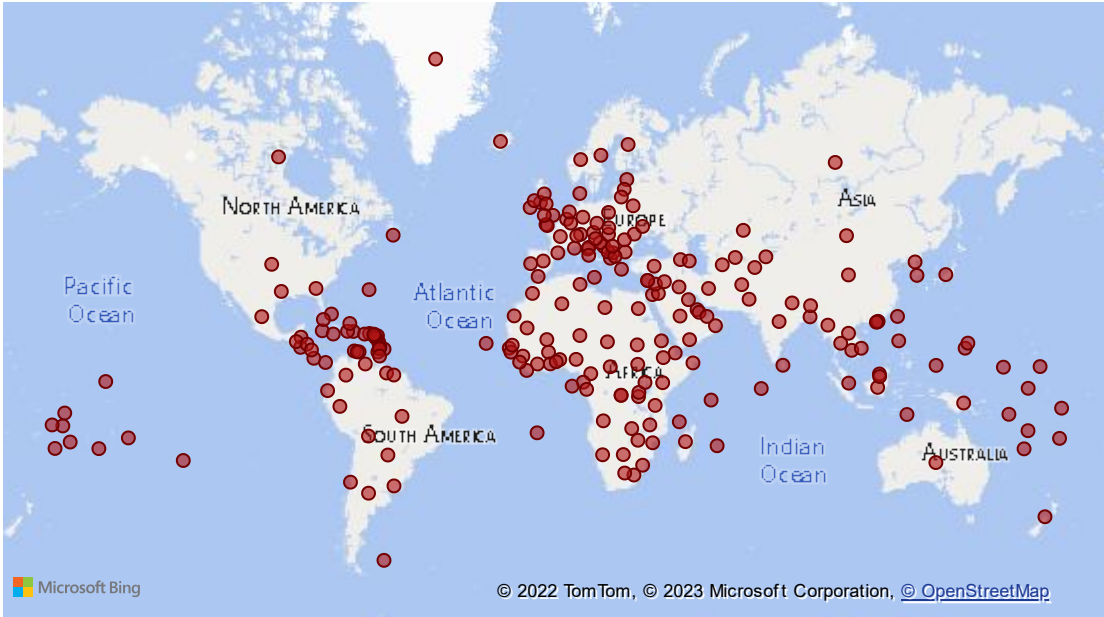 NORTH AMERICA
ASIA
EUROPE
Pacific
Ocean
Atlantic
Ocean
AFRICA
SOUTH AMERICA
Indian
Ocean
AUSTRALIA
Microsoft Bing
© 2022 TomTom, © 2023 Microsoft Corporation, © OpenStreetMap